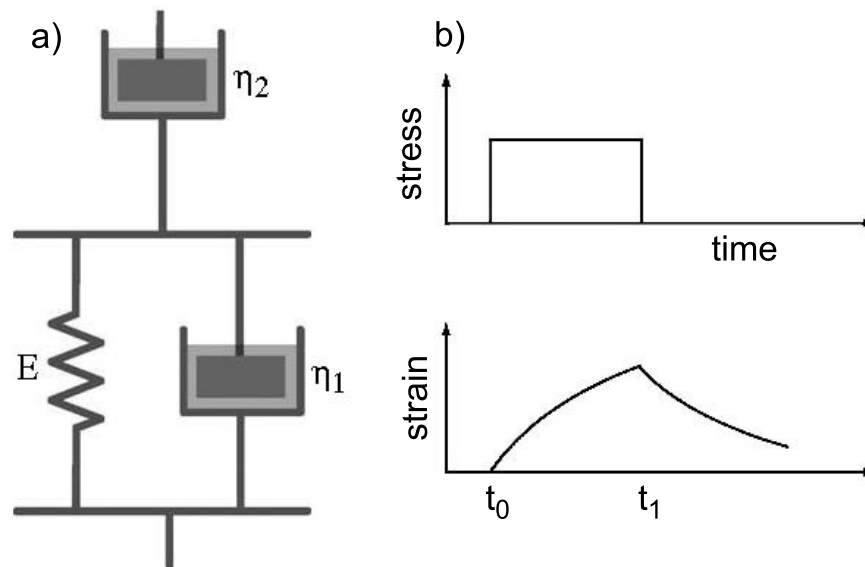 a)
η₂
E
η₁
b)
stress
time
strain
t₀
t₁